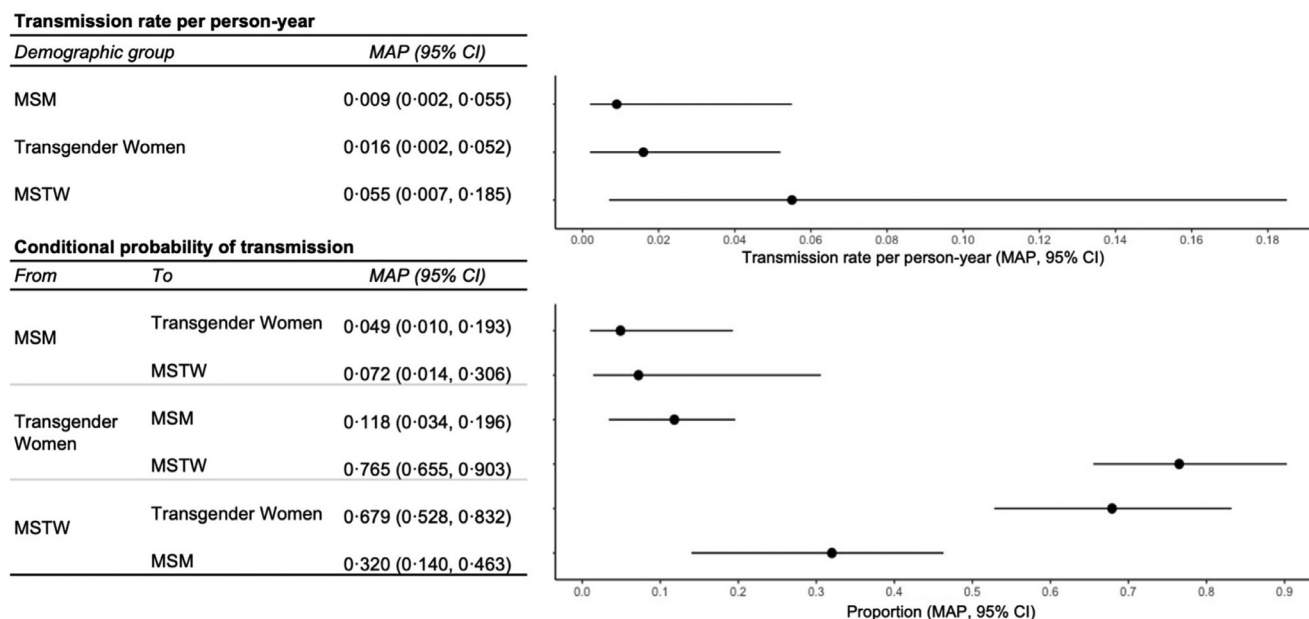 Transmission rate per person-year
Demographic group MAP (95% CI)
MSM 0·009 (0·002, 0·055)
Transgender Women 0·016 (0·002, 0·052)
MSTW 0·055 (0·007, 0·185)
0.00 0.02 0.04 0.06 0.08 0.10 0.12 0.14 0.16 0.18
Transmission rate per person-year (MAP, 95% CI)
Conditional probability of transmission
From To MAP (95% CI)
MSM
Transgender Women 0·049 (0·010, 0·193)
MSTW 0·072 (0·014, 0·306)
Transgender
Women
MSM 0·118 (0·034, 0·196)
MSTW 0·765 (0·655, 0·903)
MSTW
Transgender Women 0·679 (0·528, 0·832)
MSM 0·320 (0·140, 0·463)
0.0 0.1 0.2 0.3 0.4 0.5 0.6 0.7 0.8 0.9
Proportion (MAP, 95% CI)